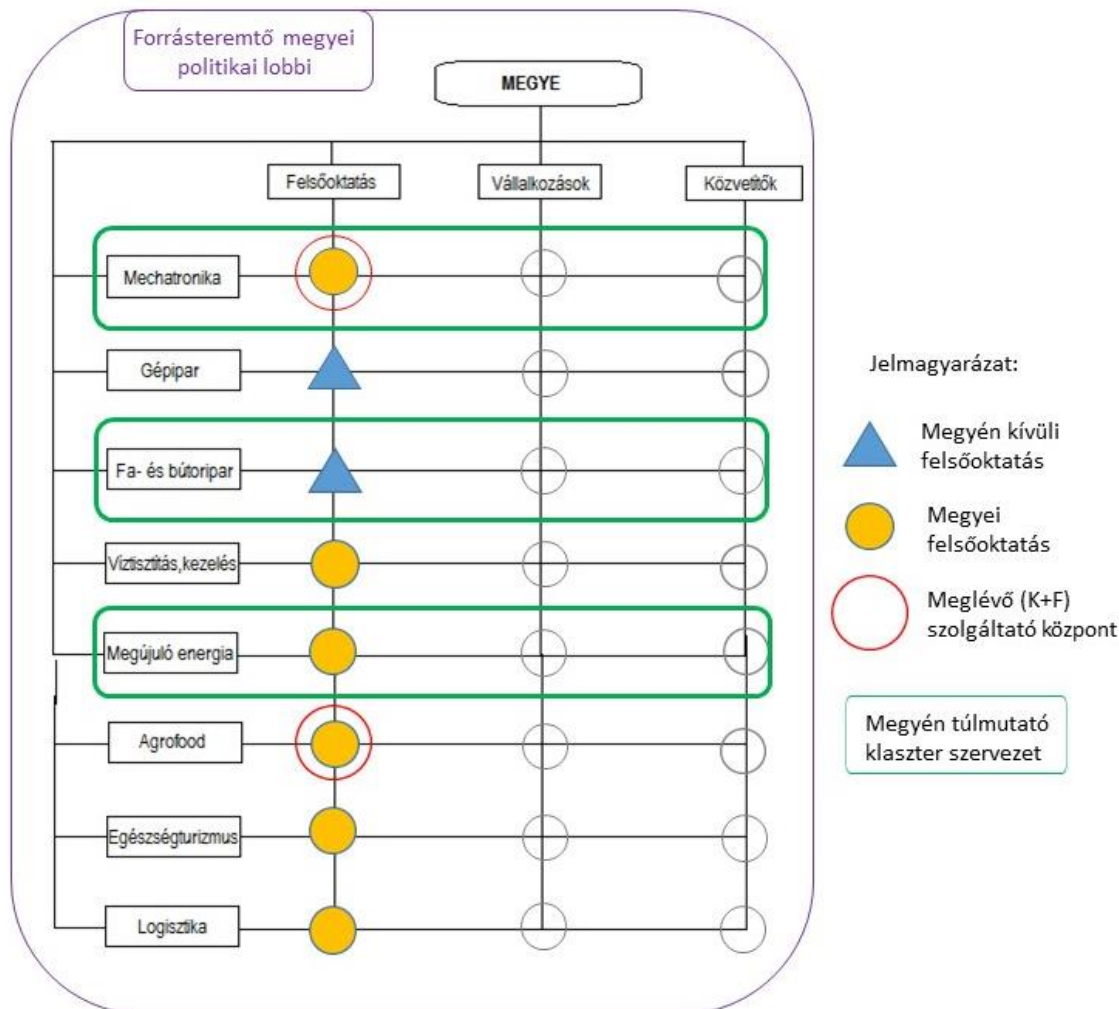 Forrásteremtő megyei
politikai lobbi
MEGYE
Felsőoktatás
Vállalkozások
Közvetítők
Mechatronika
Gépipar
Fa- és bútoripar
Víztisztítás,kezelés
Megújuló energia
Agrofood
Egészségturizmus
Logisztika
Jelmagyarázat:
Megyén kívüli
felsőoktatás
Megyei
felsőoktatás
Meglévő (K+F)
szolgáltató központ
Megyén túlmutató
klaszter szervezet